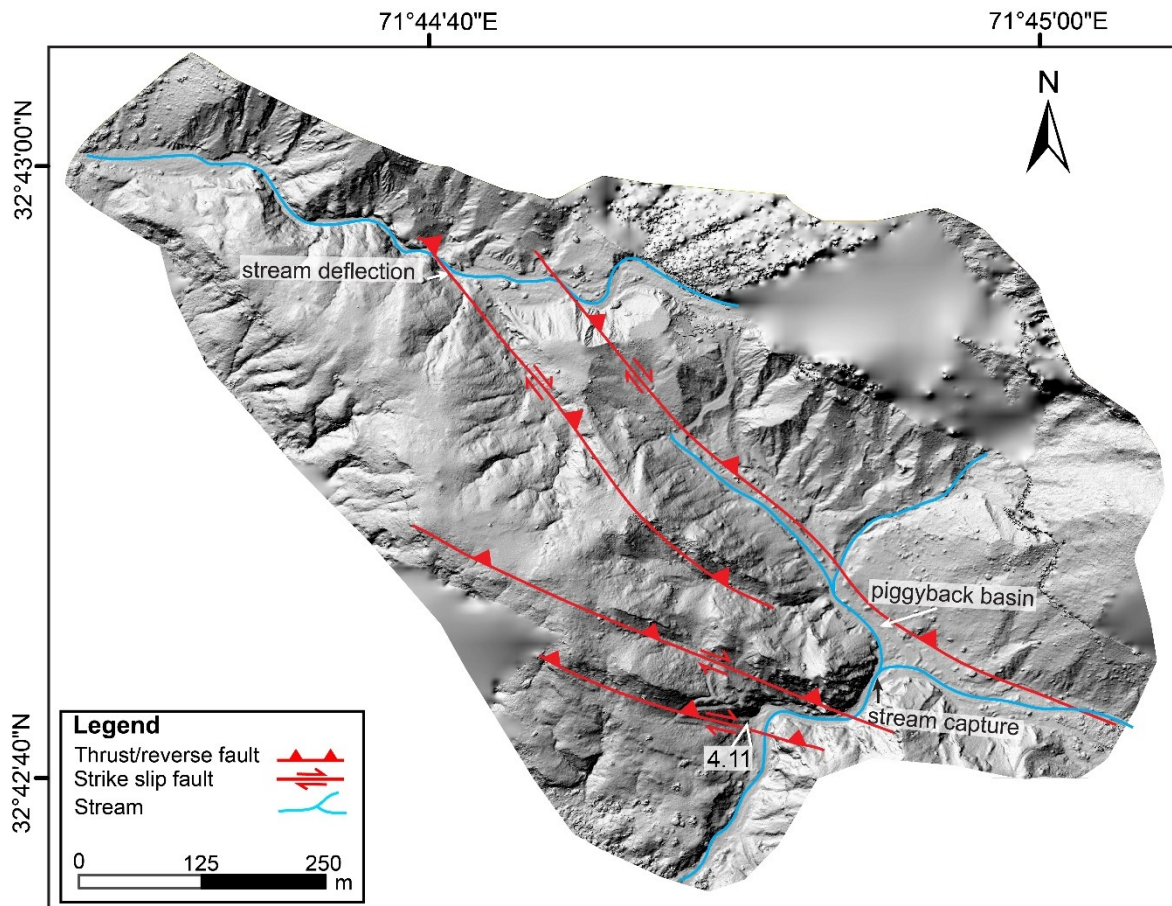 71°44'40"E
71°45'00"E
N
32°43'00"N
stream deflection
piggyback basin
stream capture
4.11
32°42'40"N
Legend
Thrust/reverse fault
Strike slip fault
Stream
0 125 250
m